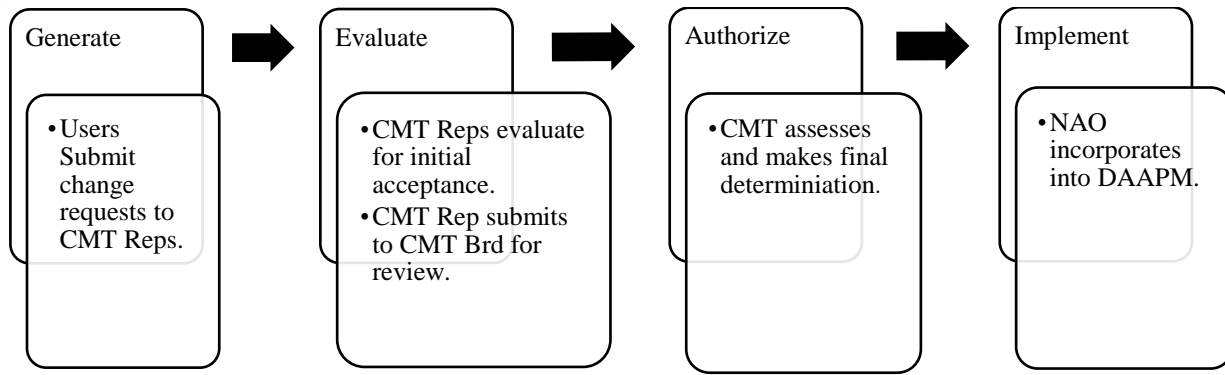 Generate
•Users
Submit
change
requests to
CMT Reps.
Evaluate
•CMT Reps evaluate
for initial
acceptance.
•CMT Rep submits
to CMT Brd for
review.
Authorize
•CMT assesses
and makes final
determiniation.
Implement
•NAO
incorporates
into DAAPM.